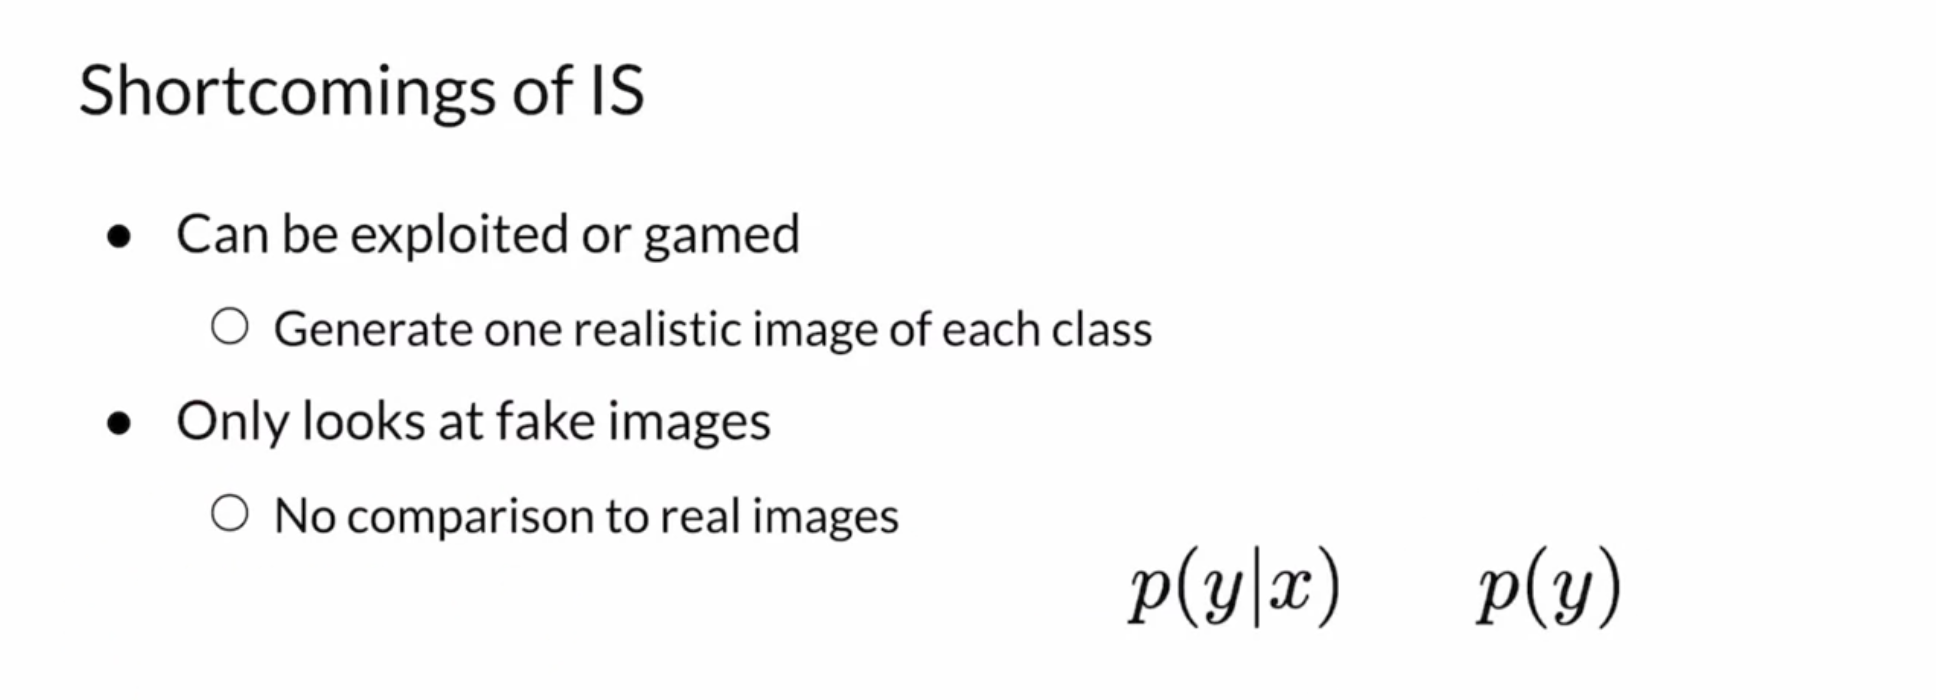 Shortcomings of IS
● Can be exploited or gamed
○ Generate one realistic image of each class
● Only looks at fake images
○ No comparison to real images
p(y|x) p(y)